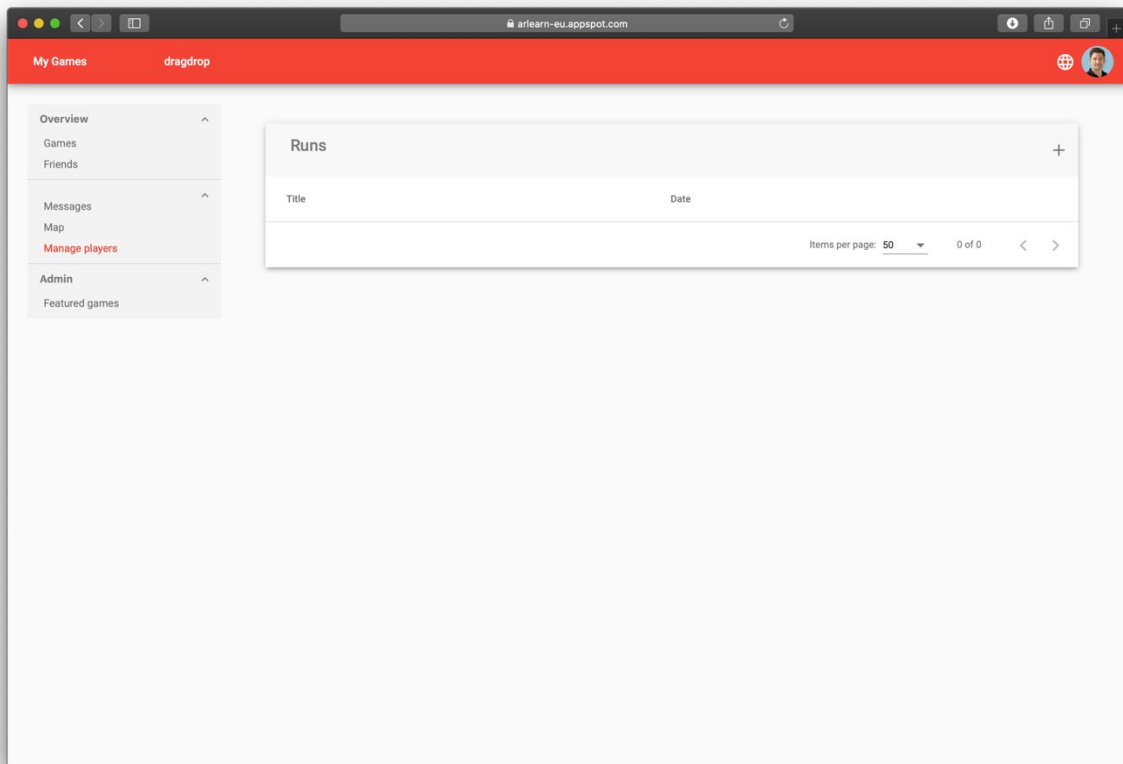 arlearn-eu.appspot.com
My Games dragdrop
Overview
Games
Friends
Messages
Map
Manage players
Admin
Featured games
Runs
Title Date
Items per page: 50 0 of 0